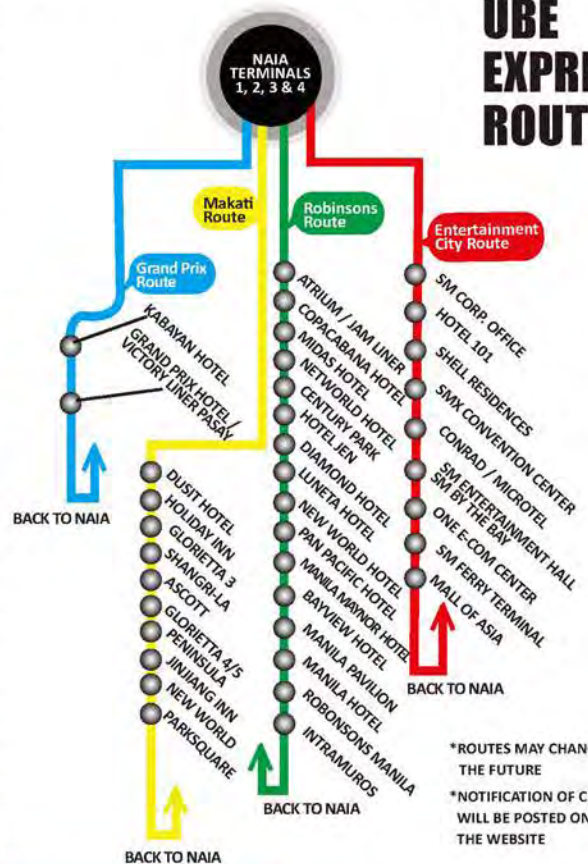 UBE
EXPRE
ROUT
NAIA
TERMINALS
1, 2, 3 & 4
Makati
Route
Robinsons
Route
Entertainment
City Route
Grand Prix
Route
KABAYAN HOTEL
GRAND PRIX HOTEL /
VICTORY LINER PASAY
BACK TO NAIA
DUSIT HOTEL
HOLIDAY INN
GLORIETTA 3
SHANGRI-LA
ASCOTT
GLORIETTA 4/5
PENINSULA
JINJIANG INN
NEW WORLD
PARKSQUARE
BACK TO NAIA
ATRIUM / JAM LINER
COPACABANA HOTEL
MIDAS HOTEL
NETWORLD HOTEL
CENTURY PARK
HOTEL JEN
DIAMOND HOTEL
LUNETA HOTEL
NEW WORLD HOTEL
PAN PACIFIC HOTEL
MANILA MAYNOR HOTEL
BAYVIEW HOTEL
MANILA PAVILION
MANILA HOTEL
ROBONSONS MANILA
INTRAMUROS
BACK TO NAIA
SM CORP. OFFICE
HOTEL 101
SHELL RESIDENCES
SMX CONVENTION CENTER
CONRAD / MICROTEL
SM ENTERTAINMENT HALL
SM BY THE BAY
ONE E-COM CENTER
SM FERRY TERMINAL
MALL OF ASIA
BACK TO NAIA
*ROUTES MAY CHAN
THE FUTURE
*NOTIFICATION OF C
WILL BE POSTED ON
THE WEBSITE